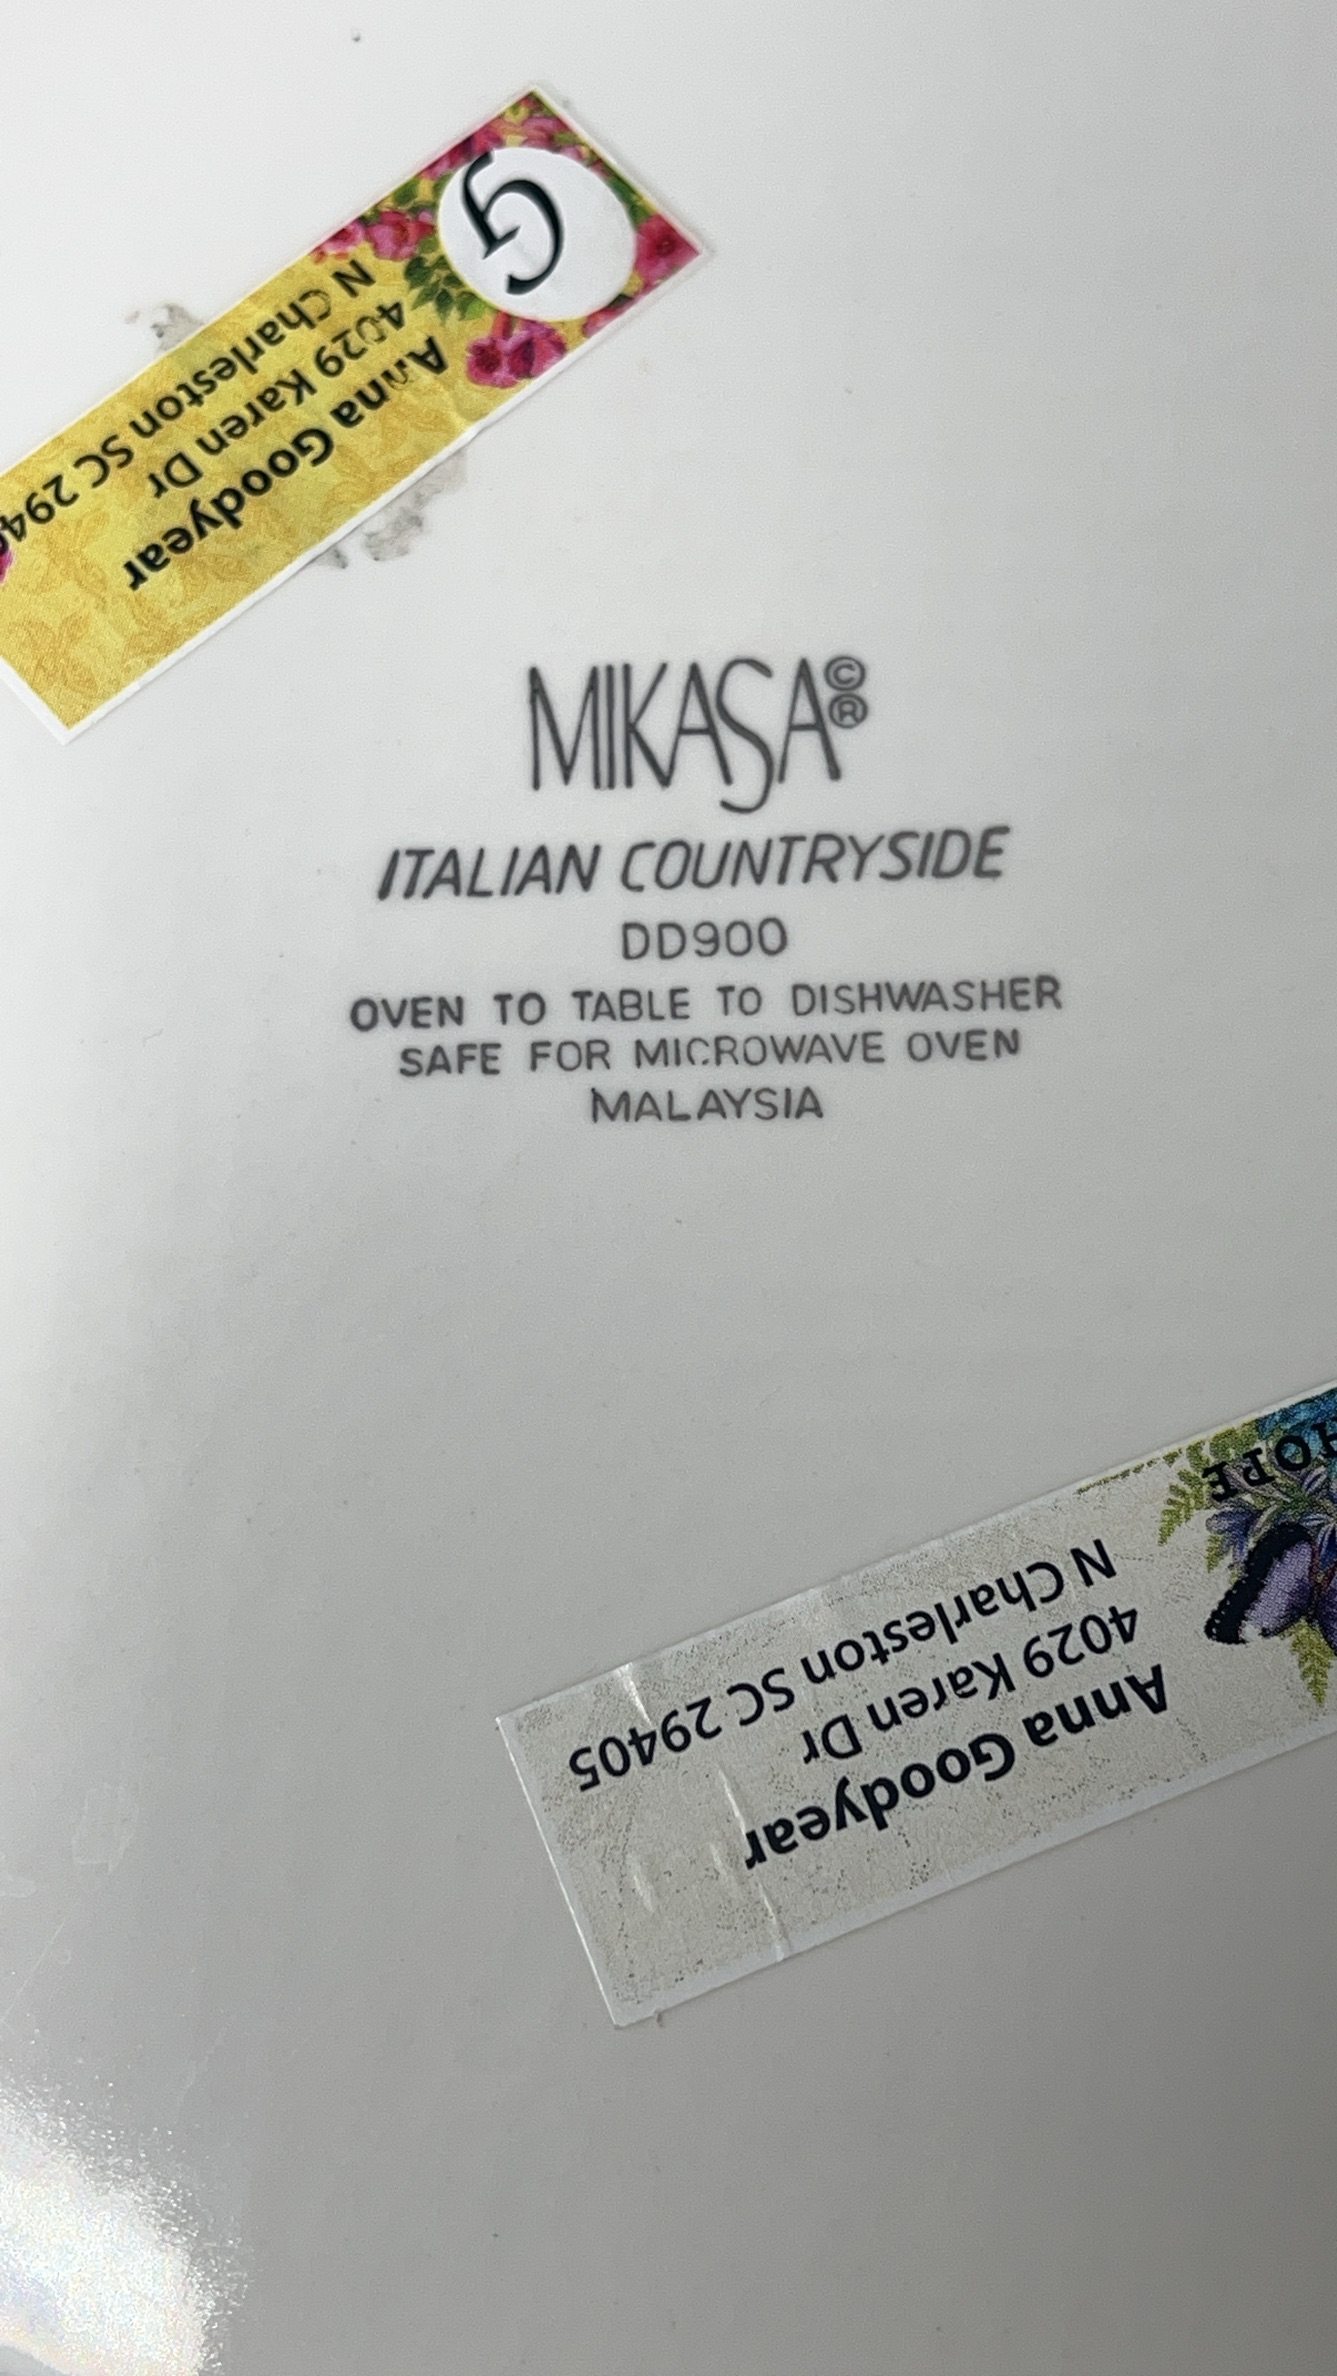 G
Anna Goodyear
4029 Karen Dr
N Charleston SC 294
MIKASA©®
ITALIAN COUNTRYSIDE
DD900
OVEN TO TABLE TO DISHWASHER
SAFE FOR MICROWAVE OVEN
MALAYSIA
HOPE
Anna Goodyear
4029 Karen Dr
N Charleston SC 29405